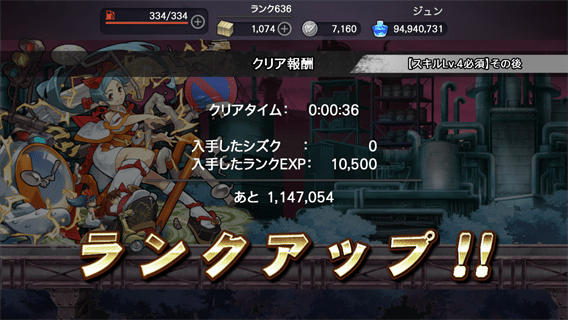 ランク636 ジュン
334/334 1,074 7,160 94,940,731
クリア報酬 【スキルLv.4必須】その後
クリアタイム： 0:00:36
入手したシズク ： 0
入手したランクEXP： 10,500
あと 1,147,054
ランクアップ!!